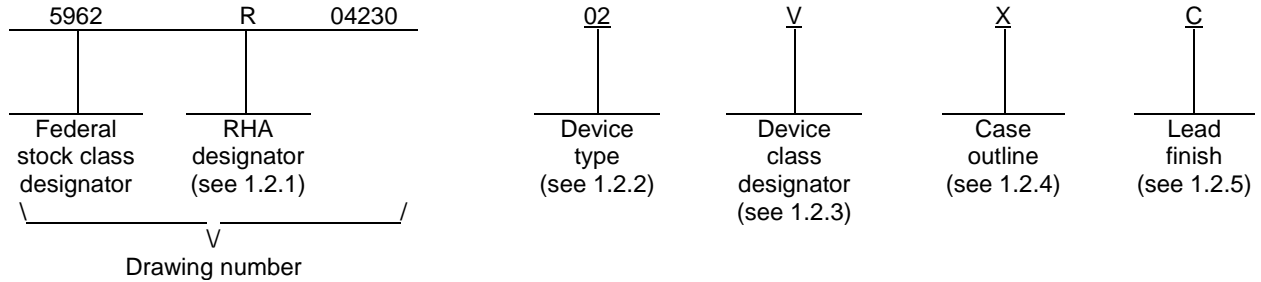 5962 R 04230 02 V X C
Federal RHA Device Device Case Lead
stock class designator type class outline finish
designator (see 1.2.1) (see 1.2.2) designator (see 1.2.4) (see 1.2.5)
(see 1.2.3)
\ /
\/
Drawing number